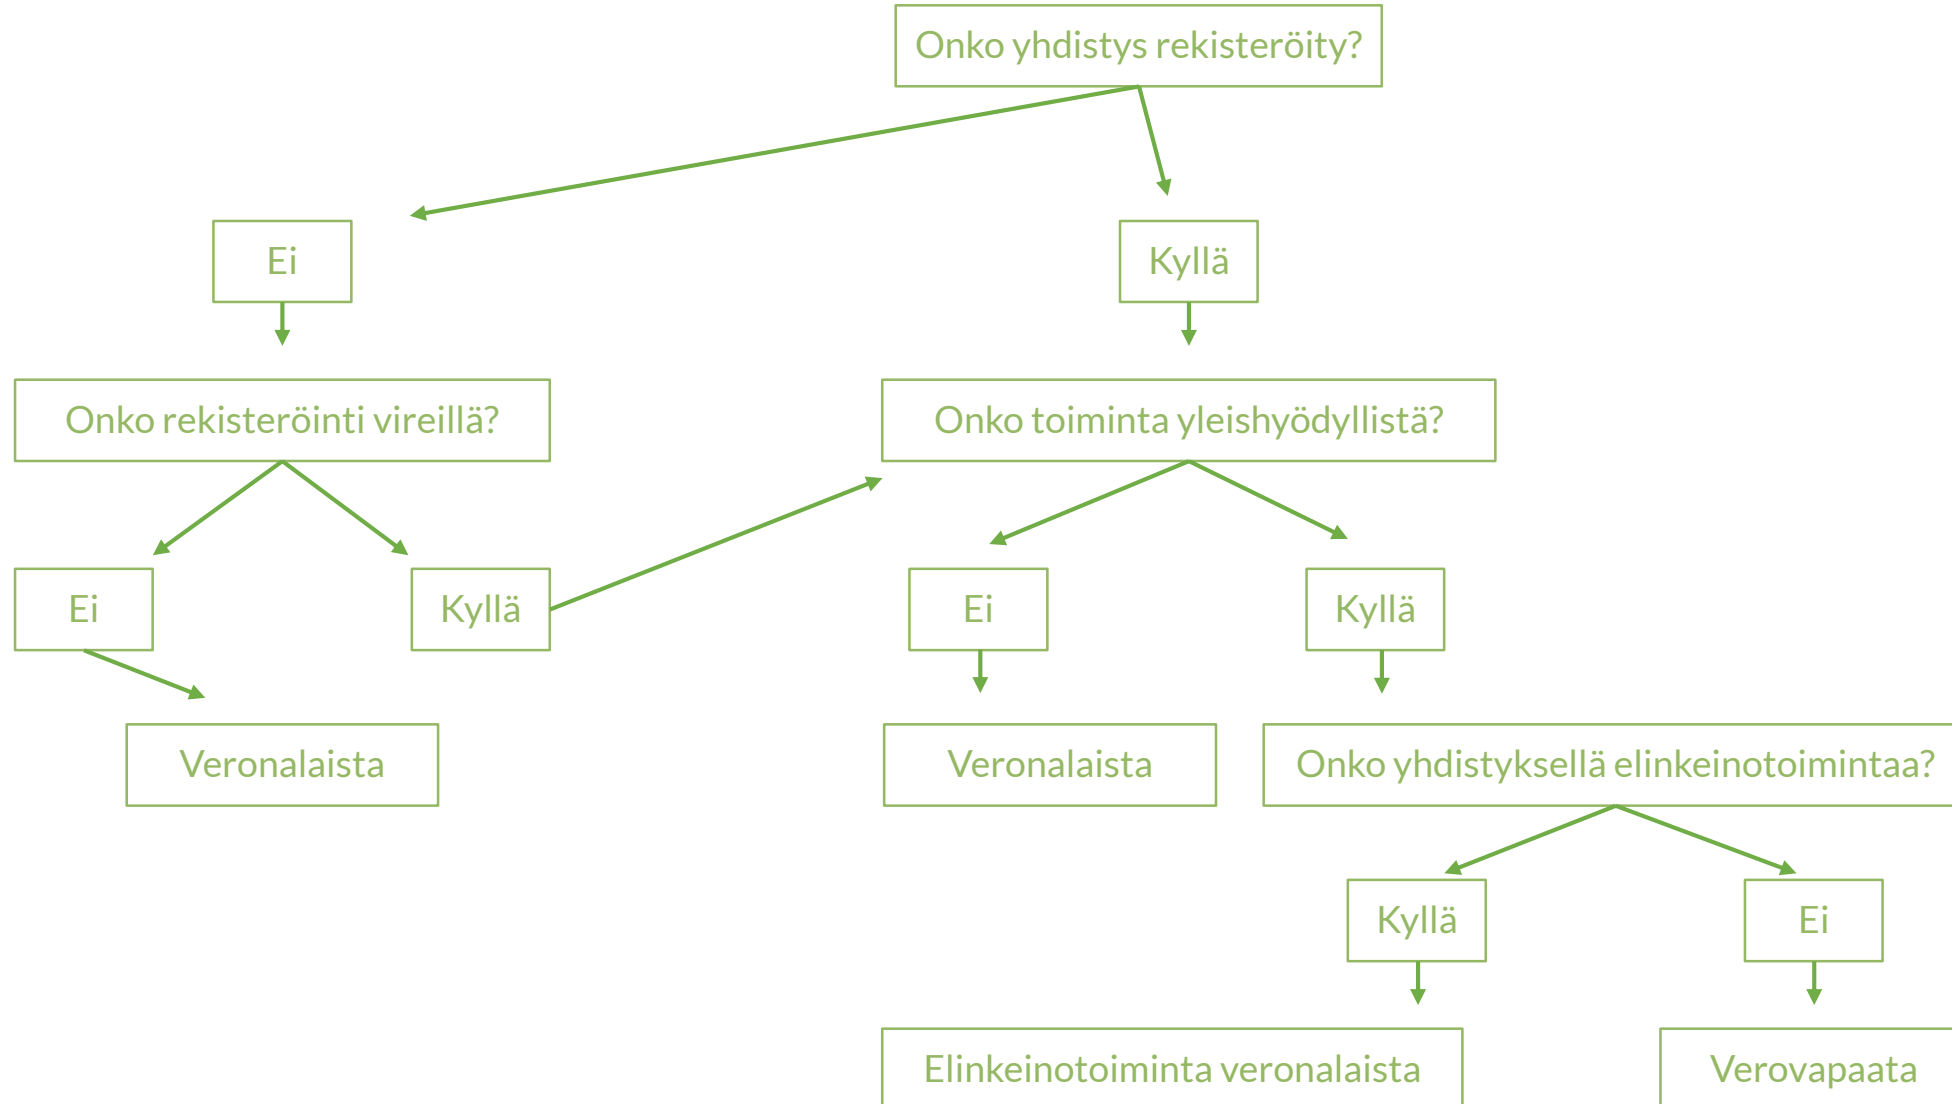 Onko yhdistys rekisteröity?
Ei
Kyllä
Onko rekisteröinti vireillä?
Onko toiminta yleishyödyllistä?
Ei
Kyllä
Ei
Kyllä
Veronalaista
Veronalaista
Onko yhdistyksellä elinkeinotoimintaa?
Kyllä
Ei
Elinkeinotoiminta veronalaista
Verovapaata